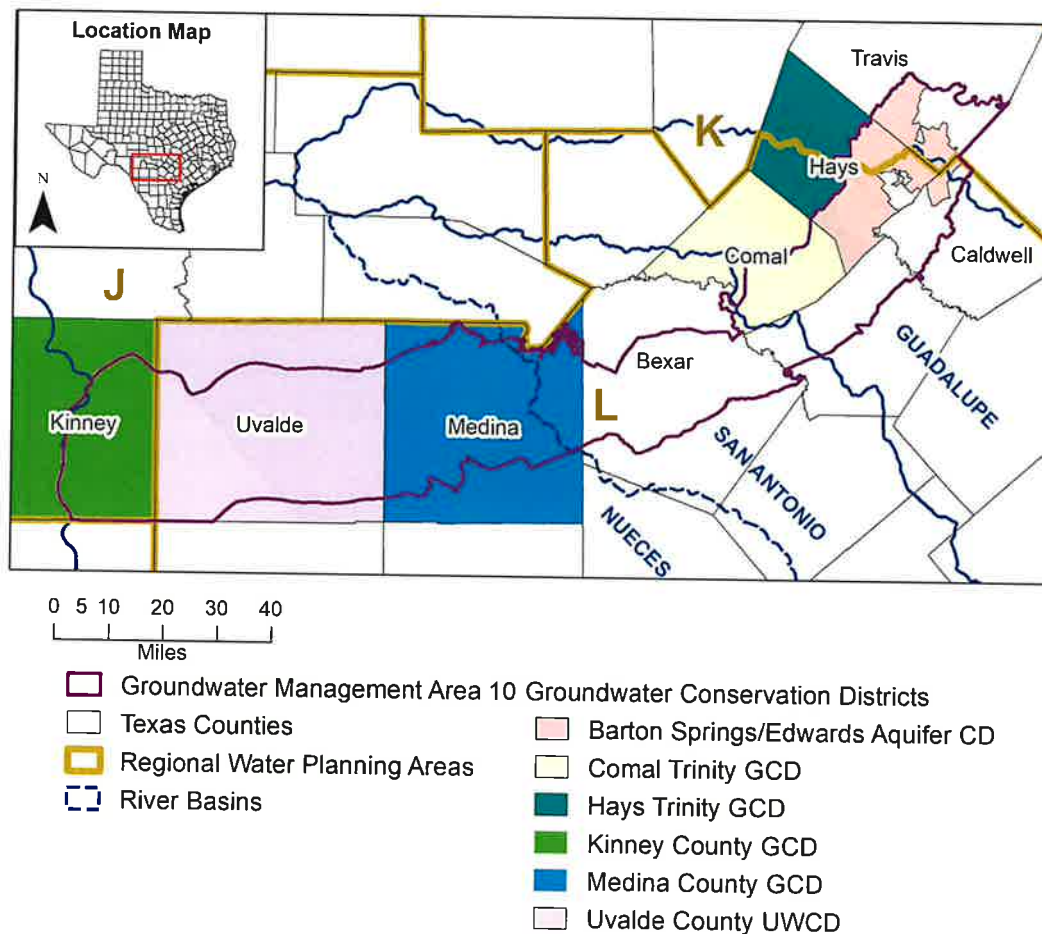 Location Map
N
Travis
K
Hays
Comal
Caldwell
J
GUADALUPE
Bexar
L
Kinney
Uvalde
Medina
SAN ANTONIO
NUECES
0 5 10 20 30 40
Miles
Groundwater Management Area 10
Texas Counties
Regional Water Planning Areas
River Basins
Groundwater Conservation Districts
Barton Springs/Edwards Aquifer CD
Comal Trinity GCD
Hays Trinity GCD
Kinney County GCD
Medina County GCD
Uvalde County UWCD